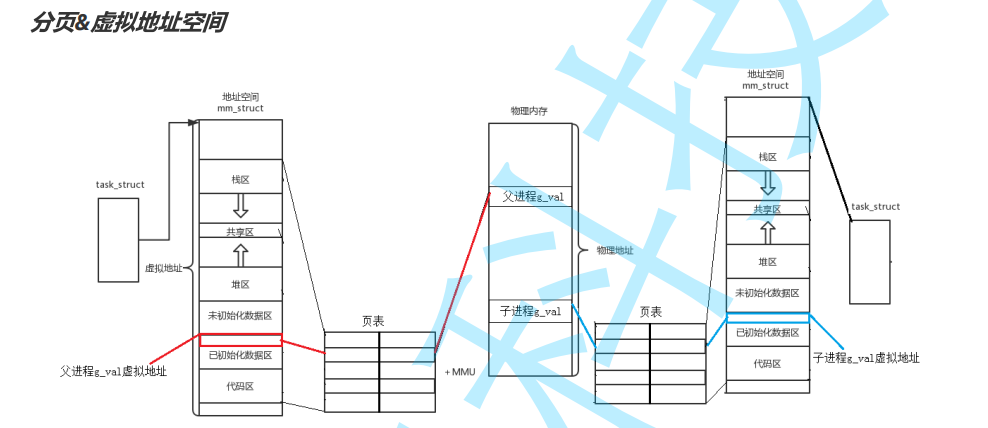 分页&虚拟地址空间
地址空间
mm_struct
task_struct
虚拟地址
栈区
共享区
堆区
未初始化数据区
已初始化数据区
代码区
父进程g_val虚拟地址
页表
+ MMU
物理内存
父进程g_val
子进程g_val
物理地址
页表
地址空间
mm_struct
栈区
共享区
堆区
未初始化数据区
已初始化数据区
代码区
task_struct
子进程g_val虚拟地址